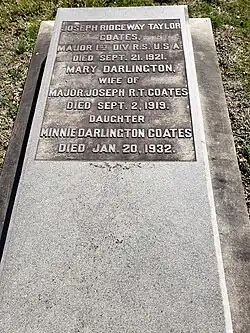 JOSEPH RIDGEWAY TAYLOR
COATES.
MAJOR 1ST DIV. R.S. U.S.A.
DIED SEPT. 21. 1921.
MARY DARLINGTON,
WIFE OF
MAJOR JOSEPH R.T. COATES
DIED SEPT. 2, 1919.
DAUGHTER
MINNIE DARLINGTON COATES
DIED JAN. 20, 1932.